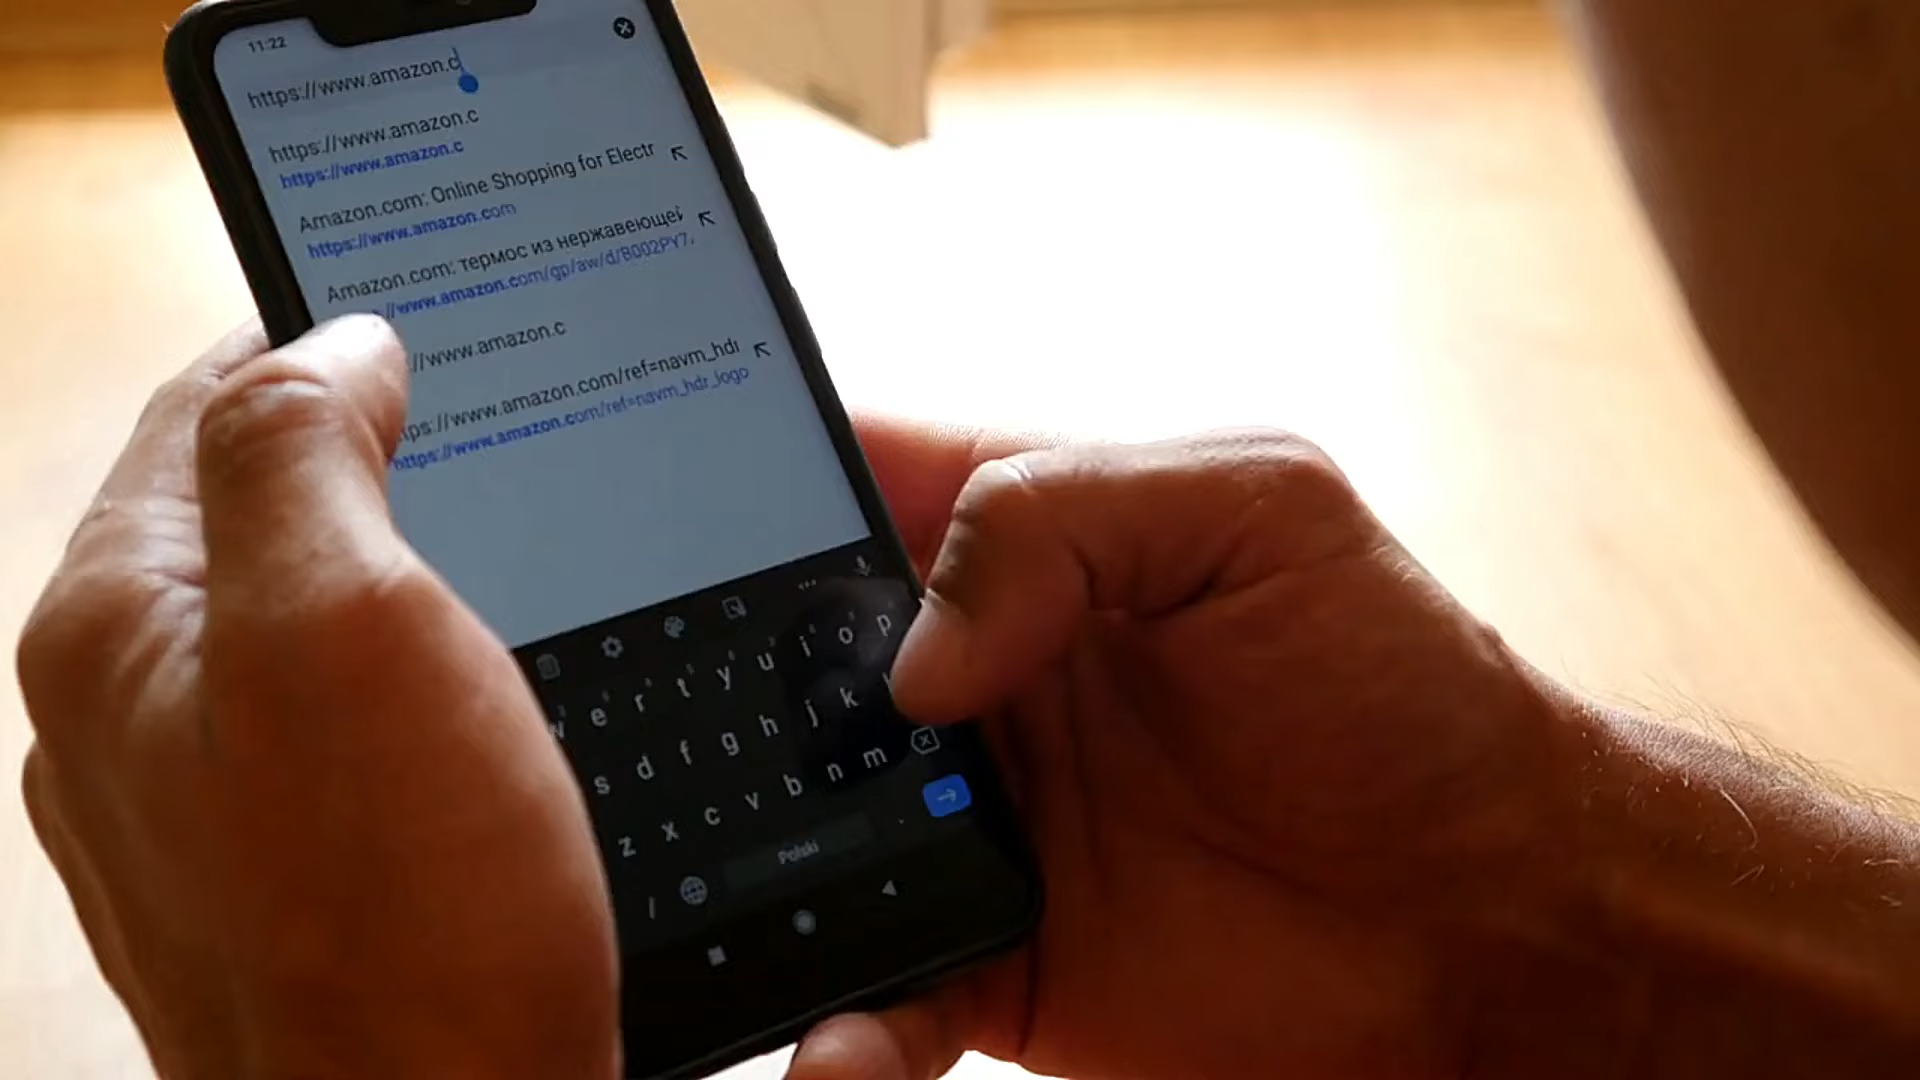 11:22
https://www.amazon.c
https://www.amazon.c
https://www.amazon.c
Amazon.com: Online Shopping for Electr
https://www.amazon.com
Amazon.com: термос из нержавеющей
//www.amazon.com/gp/aw/d/B002PY7
//www.amazon.c
ps://www.amazon.com/ref=navm_hdr
https://www.amazon.com/ref=navm_hdr_logo
e r t y u i o p
s d f g h j k
z x c v b n m
/ Polski .